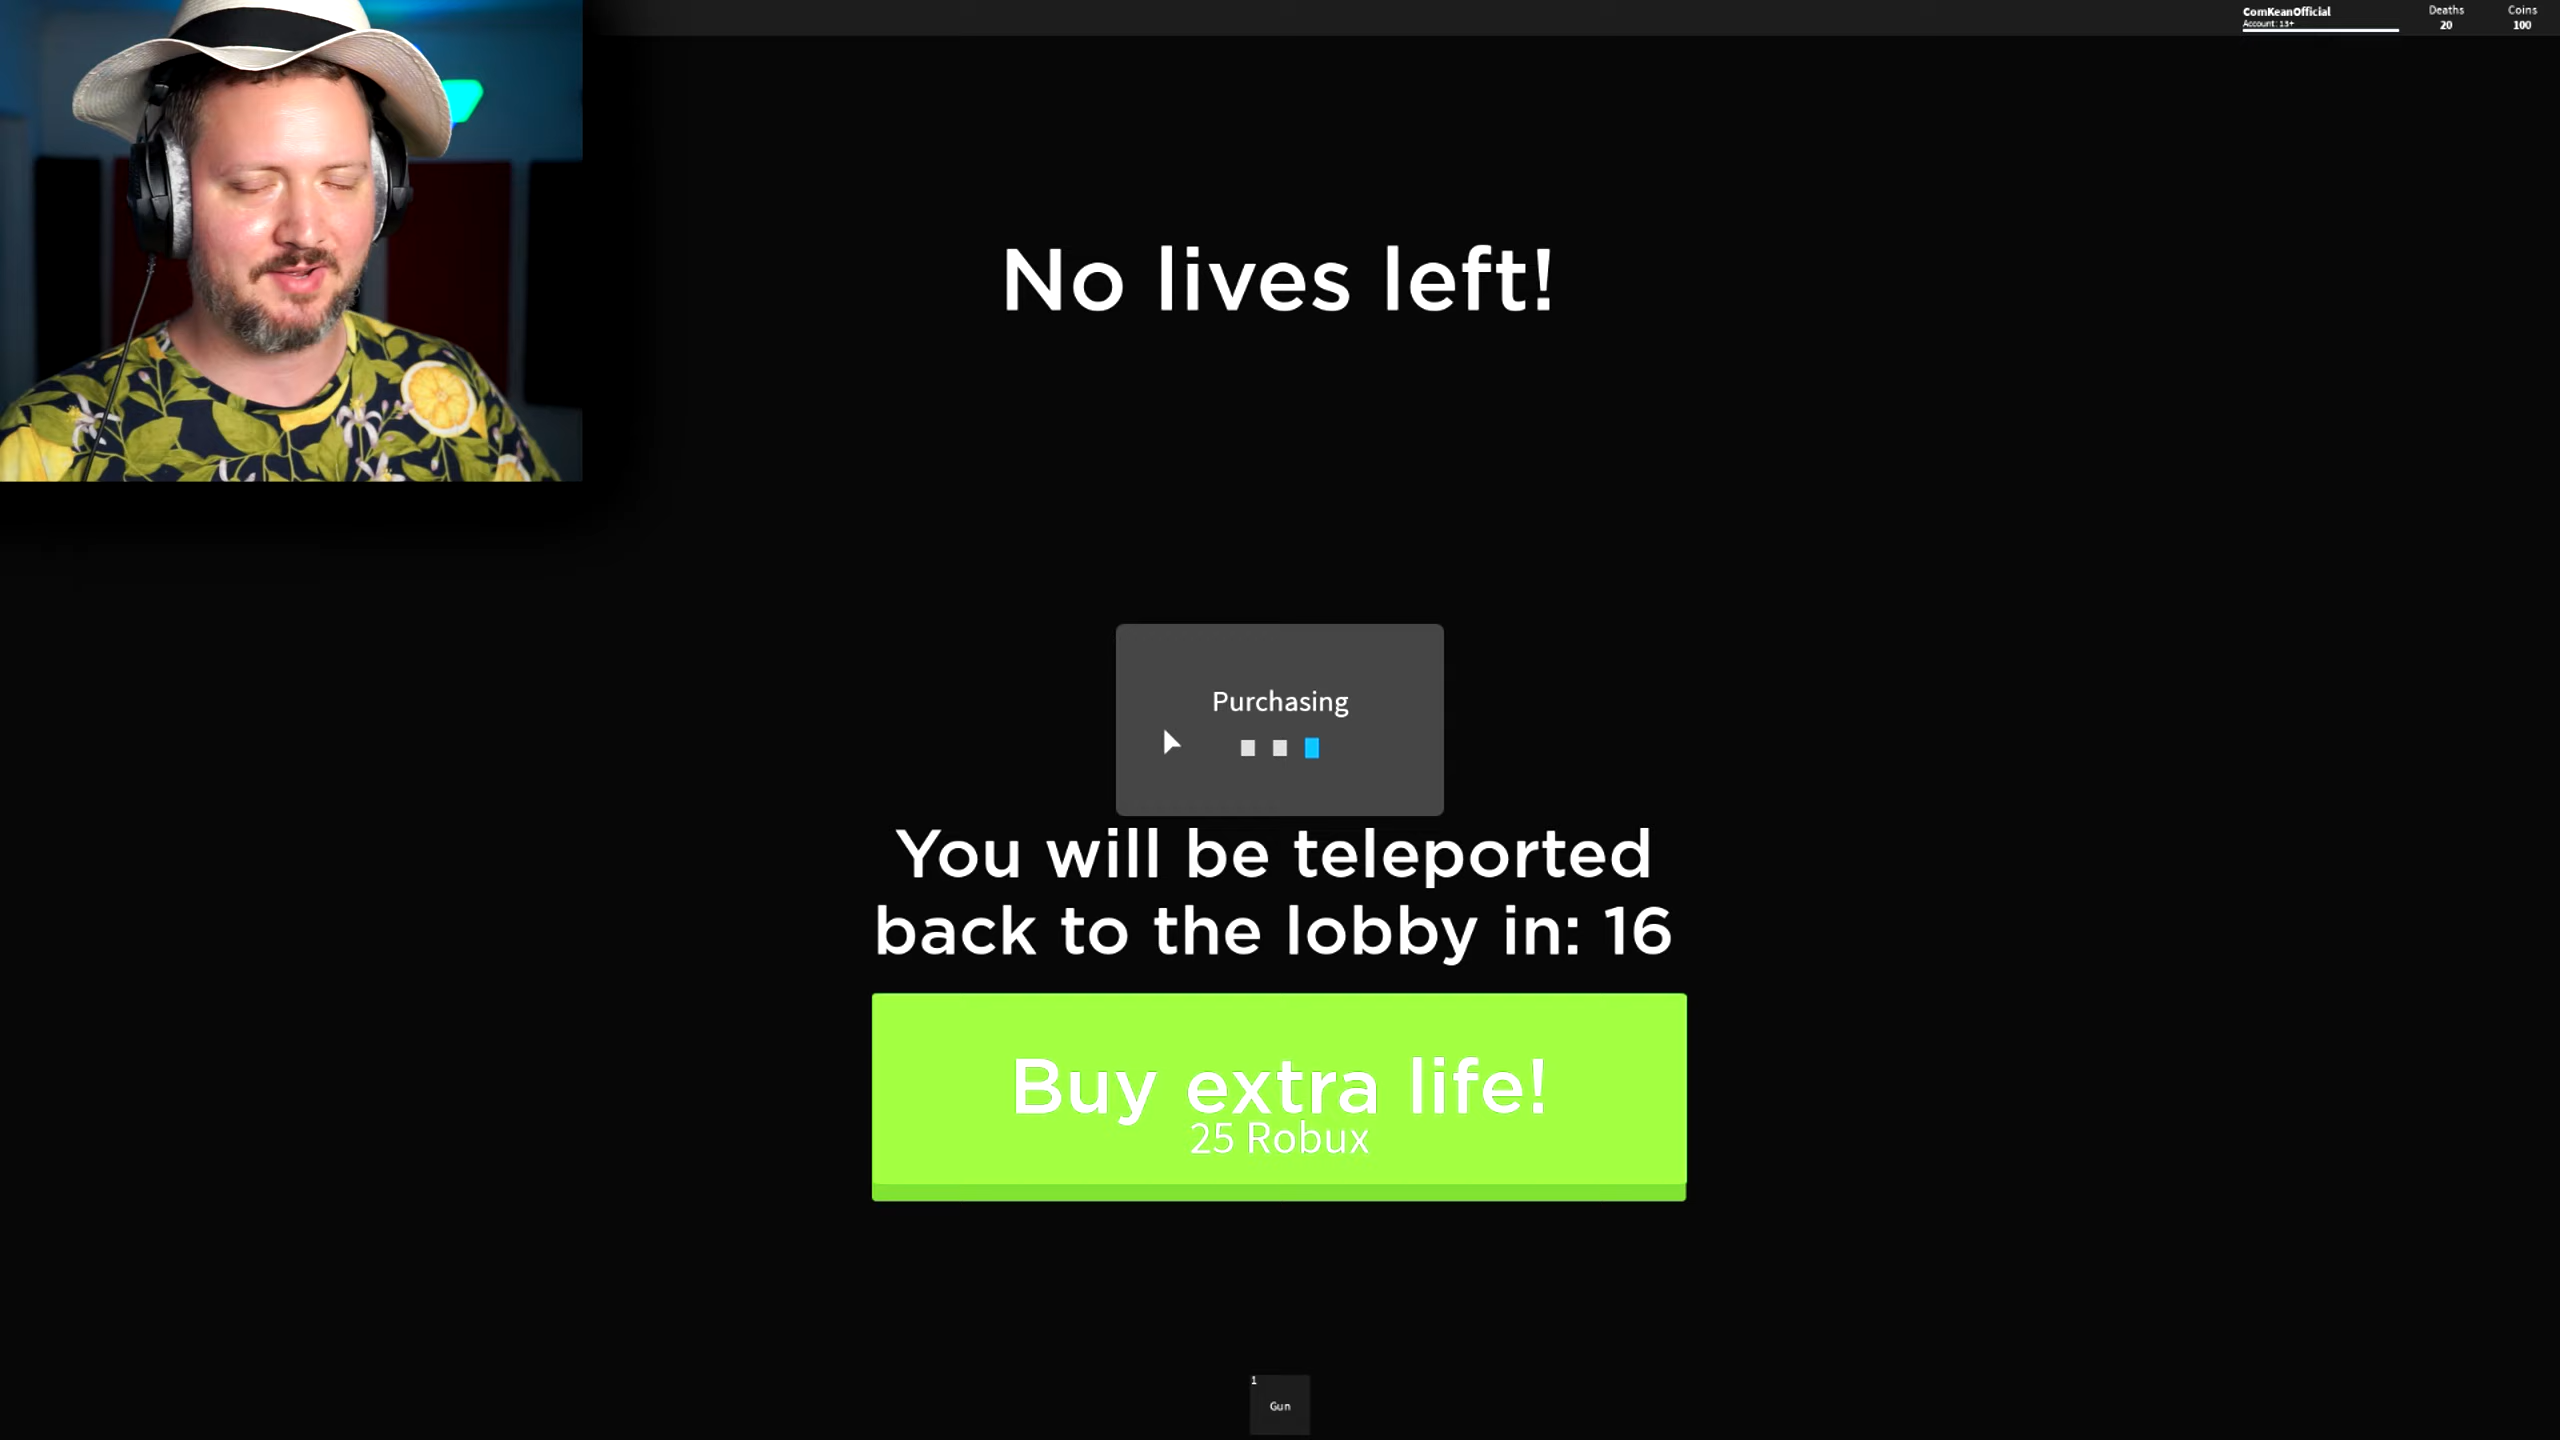 ComKeanOfficial
Account: 13+
Deaths
20
Coins
100
No lives left!
Purchasing
You will be teleported
back to the lobby in: 16
Buy extra life!
25 Robux
1
Gun